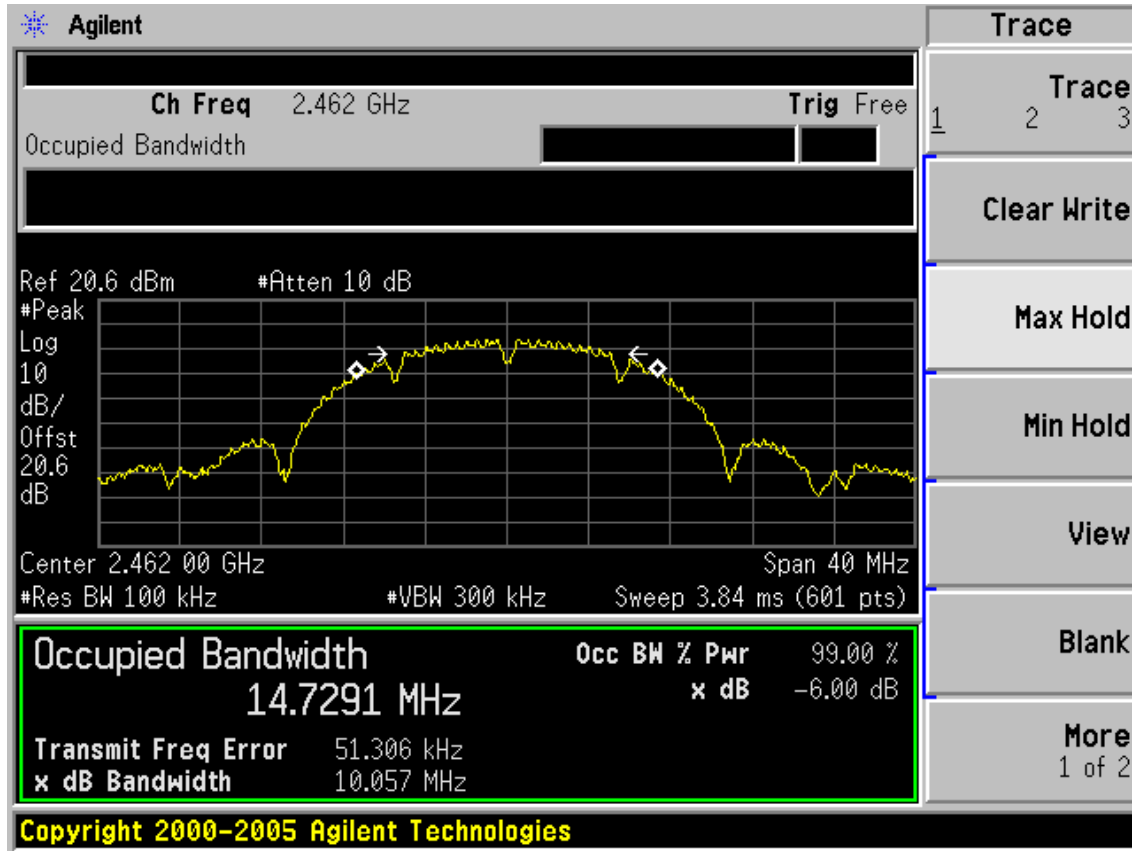 Agilent
Trace
Ch Freq 2.462 GHz Trig Free
Occupied Bandwidth
Trace
1 2 3
Clear Write
Max Hold
Min Hold
View
Blank
More
1 of 2
Ref 20.6 dBm #Atten 10 dB
#Peak
Log
10
dB/
Offst
20.6
dB
Center 2.462 00 GHz Span 40 MHz
#Res BW 100 kHz #VBW 300 kHz Sweep 3.84 ms (601 pts)
Occupied Bandwidth Occ BW % Pwr 99.00 %
14.7291 MHz x dB -6.00 dB
Transmit Freq Error 51.306 kHz
x dB Bandwidth 10.057 MHz
Copyright 2000-2005 Agilent Technologies